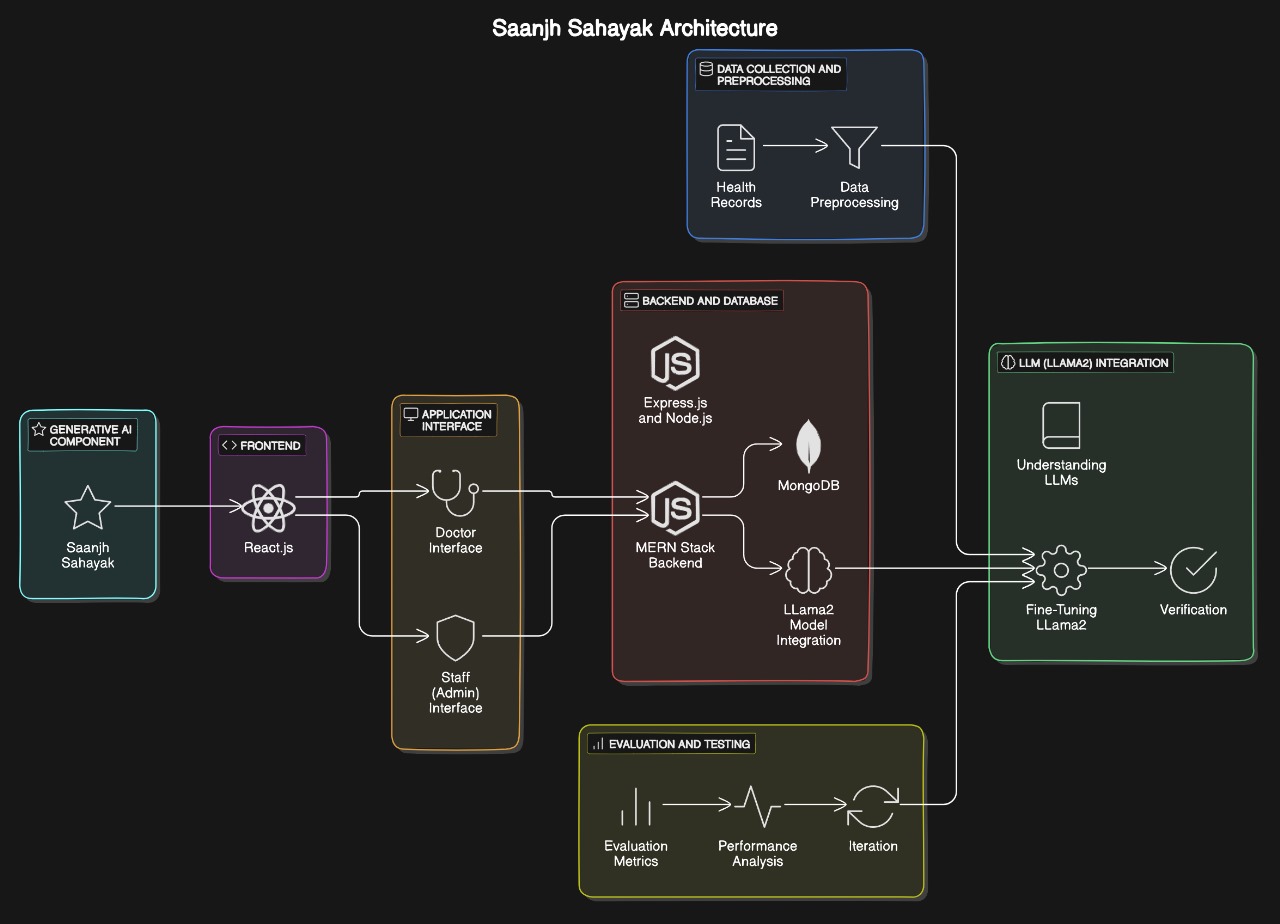 Saanjh Sahayak Architecture
DATA COLLECTION AND
PREPROCESSING
Health
Records
Data
Preprocessing
BACKEND AND DATABASE
Express.js
and Node.js
MongoDB
MERN Stack
Backend
LLama2
Model
Integration
LLM (LLAMA2) INTEGRATION
Understanding
LLMs
Fine-Tuning
LLama2
Verification
GENERATIVE AI
COMPONENT
Saanjh
Sahayak
FRONTEND
React.js
APPLICATION
INTERFACE
Doctor
Interface
Staff
(Admin)
Interface
EVALUATION AND TESTING
Evaluation
Metrics
Performance
Analysis
Iteration